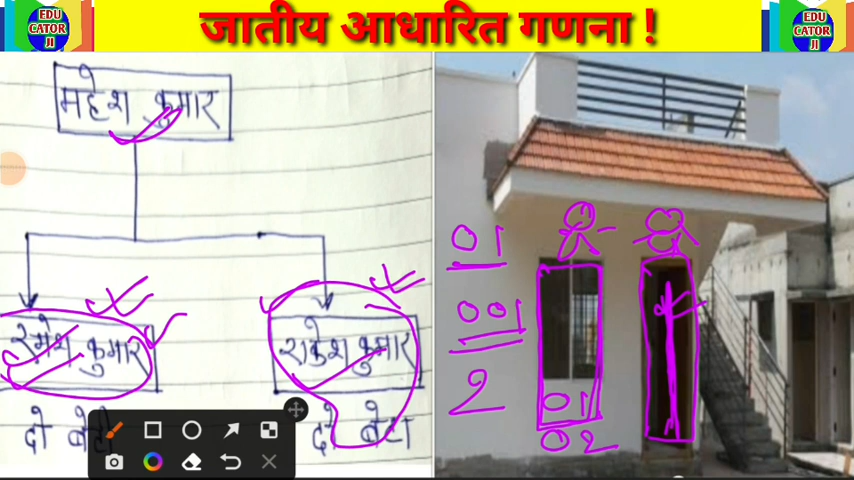 EDU
CATOR
JI
जातीय आधारित गणना !
EDU
CATOR
JI
महेश कुमार
रमेश कुमार
राकेश कुमार
दो
दो बेटा
01
001
2
01
02